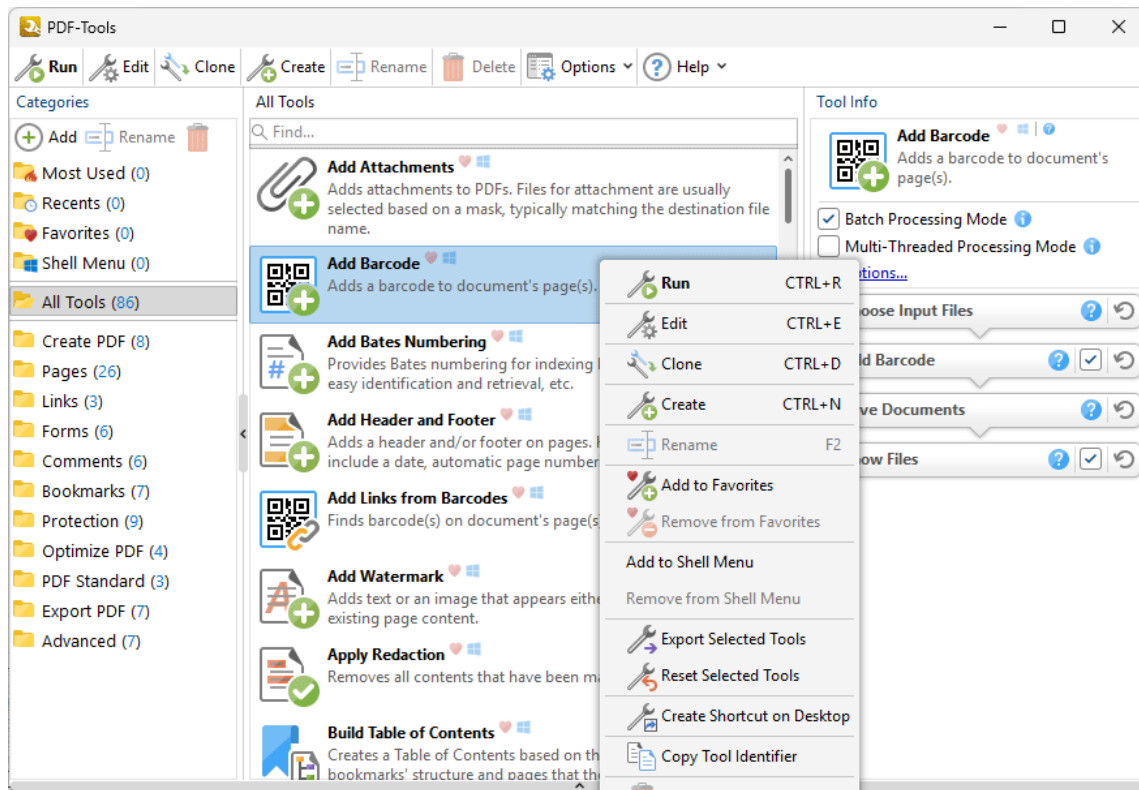 PDF-Tools
Run Edit Clone Create Rename Delete Options Help
Categories
Add Rename
Most Used (0)
Recents (0)
Favorites (0)
Shell Menu (0)
All Tools (86)
Create PDF (8)
Pages (26)
Links (3)
Forms (6)
Comments (6)
Bookmarks (7)
Protection (9)
Optimize PDF (4)
PDF Standard (3)
Export PDF (7)
Advanced (7)
All Tools
Find...
Add Attachments
Adds attachments to PDFs. Files for attachment are usually
selected based on a mask, typically matching the destination file
name.
Add Barcode
Adds a barcode to document's page(s).
Add Bates Numbering
Provides Bates numbering for indexing
easy identification and retrieval, etc.
Add Header and Footer
Adds a header and/or footer on pages.
include a date, automatic page number
Add Links from Barcodes
Finds barcode(s) on document's page(s
Add Watermark
Adds text or an image that appears
existing page content.
Apply Redaction
Removes all contents that have been
Build Table of Contents
Creates a Table of Contents based on
bookmarks' structure and pages that
Run CTRL+R
Edit CTRL+E
Clone CTRL+D
Create CTRL+N
Rename F2
Add to Favorites
Remove from Favorites
Add to Shell Menu
Remove from Shell Menu
Export Selected Tools
Reset Selected Tools
Create Shortcut on Desktop
Copy Tool Identifier
Tool Info
Add Barcode
Adds a barcode to document's
page(s).
Batch Processing Mode
Multi-Threaded Processing Mode
tions...
oose Input Files
Barcode
ve Documents
ow Files